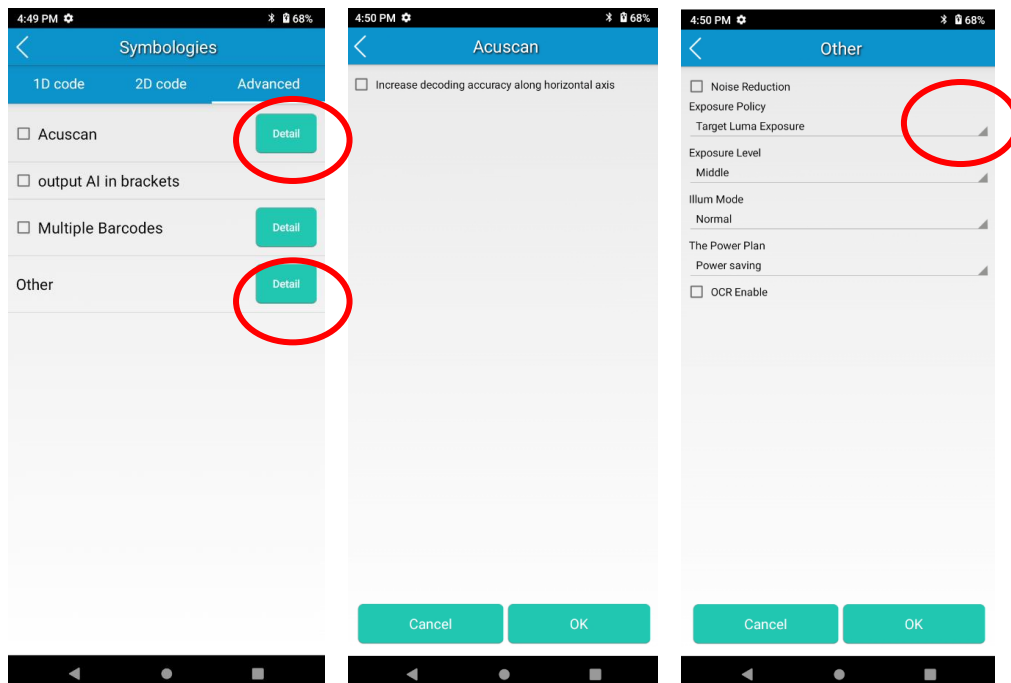 4:49 PM 68%
Symbologies
1D code 2D code Advanced
Acuscan Detail
output AI in brackets
Multiple Barcodes Detail
Other Detail
4:50 PM 68%
Acuscan
Increase decoding accuracy along horizontal axis
Cancel OK
4:50 PM 68%
Other
Noise Reduction
Exposure Policy
Target Luma Exposure
Exposure Level
Middle
Illum Mode
Normal
The Power Plan
Power saving
OCR Enable
Cancel OK